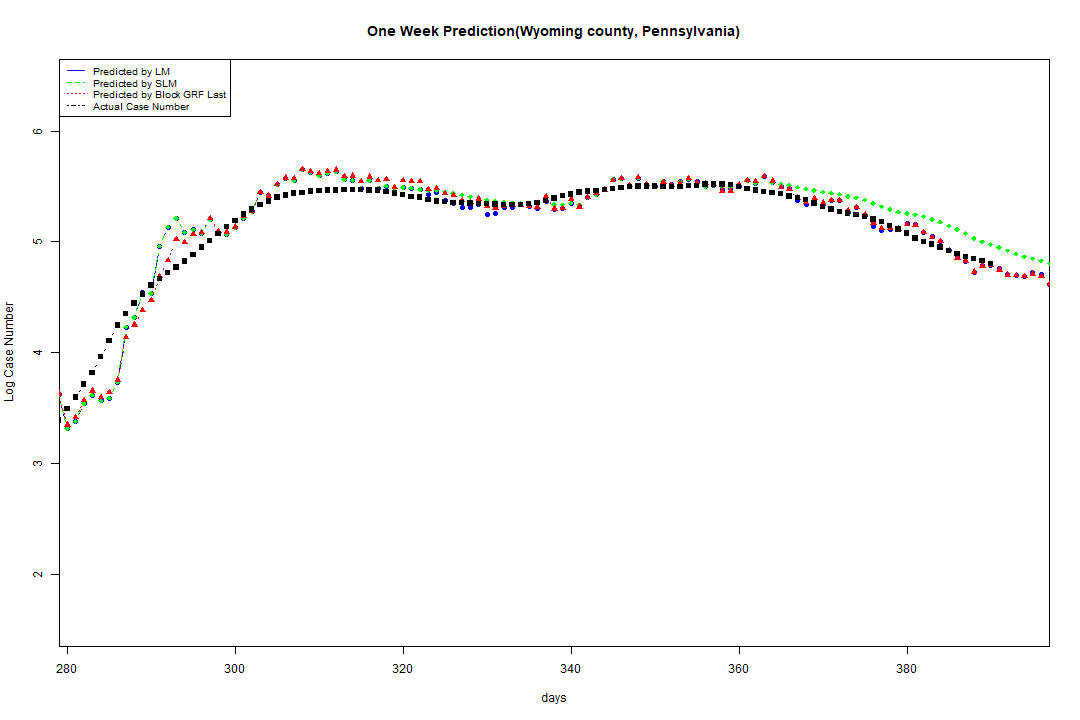 One Week Prediction(Wyoming county, Pennsylvania)
Predicted by LM
Predicted by SLM
Predicted by Block GRF Last
Actual Case Number
Log Case Number
6
5
4
3
2
280 300 320 340 360 380
days